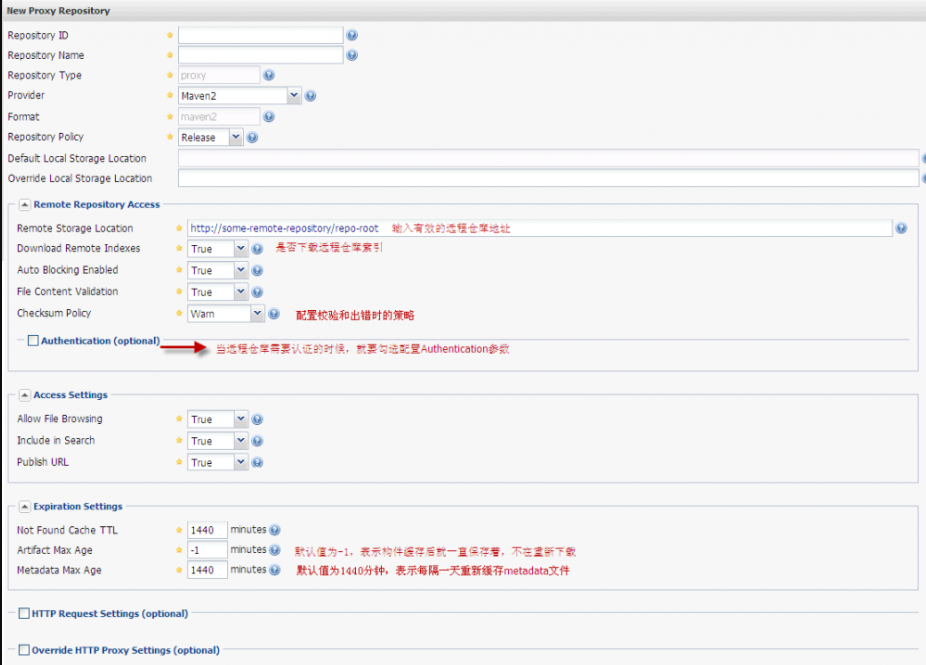 New Proxy Repository
Repository ID
Repository Name
Repository Type proxy
Provider Maven2
Format maven2
Repository Policy Release
Default Local Storage Location
Override Local Storage Location
Remote Repository Access
Remote Storage Location http://some-remote-repository/repo-root 输入有效的远程仓库地址
Download Remote Indexes True 是否下载远程仓库索引
Auto Blocking Enabled True
File Content Validation True
Checksum Policy Warn 配置校验和出错时的策略
Authentication (optional) 当远程仓库需要认证的时候，就要勾选配置Authentication参数
Access Settings
Allow File Browsing True
Include in Search True
Publish URL True
Expiration Settings
Not Found Cache TTL 1440 minutes
Artifact Max Age -1 minutes 默认值为-1，表示构件缓存后就一直保存着，不在重新下载
Metadata Max Age 1440 minutes 默认值为1440分钟，表示每隔一天重新缓存metadata文件
HTTP Request Settings (optional)
Override HTTP Proxy Settings (optional)